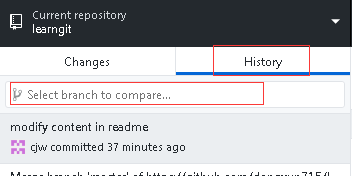 Current repository
learngit
Changes
History
Select branch to compare...
modify content in readme
cjw committed 37 minutes ago